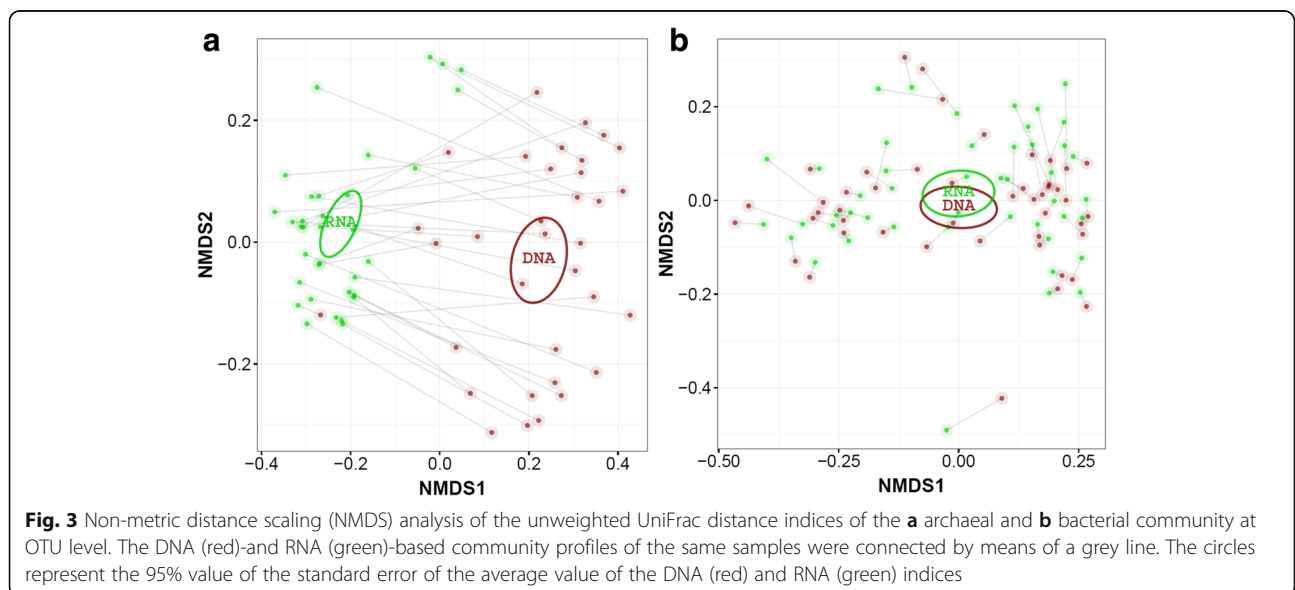 a
b
0.2
0.0
−0.2
NMDS2
RNA
DNA
−0.4
−0.2
0.0
0.2
0.4
NMDS1
0.2
0.0
−0.2
−0.4
NMDS2
RNA
DNA
−0.50
−0.25
0.00
0.25
NMDS1
Fig. 3 Non-metric distance scaling (NMDS) analysis of the unweighted UniFrac distance indices of the a archaeal and b bacterial community at
OTU level. The DNA (red)-and RNA (green)-based community profiles of the same samples were connected by means of a grey line. The circles
represent the 95% value of the standard error of the average value of the DNA (red) and RNA (green) indices